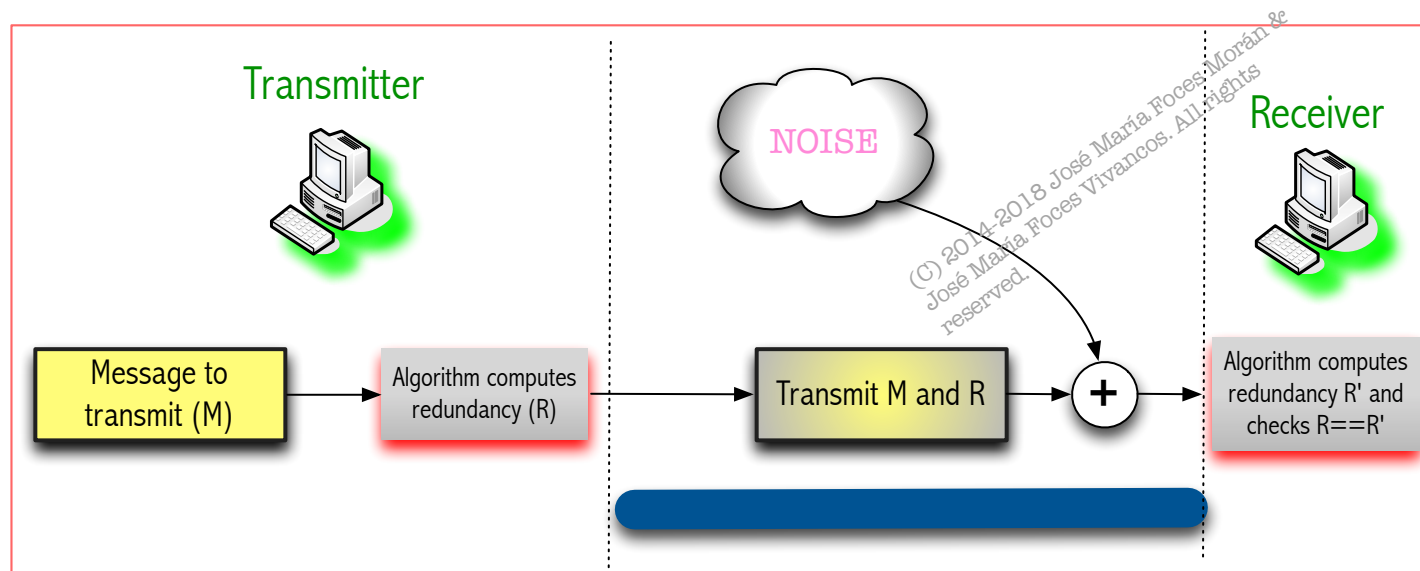 Transmitter
NOISE
Receiver
(C) 2014-2018 José María Foces Morán &
José María Foces Vivancos. All rights
reserved.
Message to
transmit (M)
Algorithm computes
redundancy (R)
Transmit M and R
+
Algorithm computes
redundancy R' and
checks R==R'